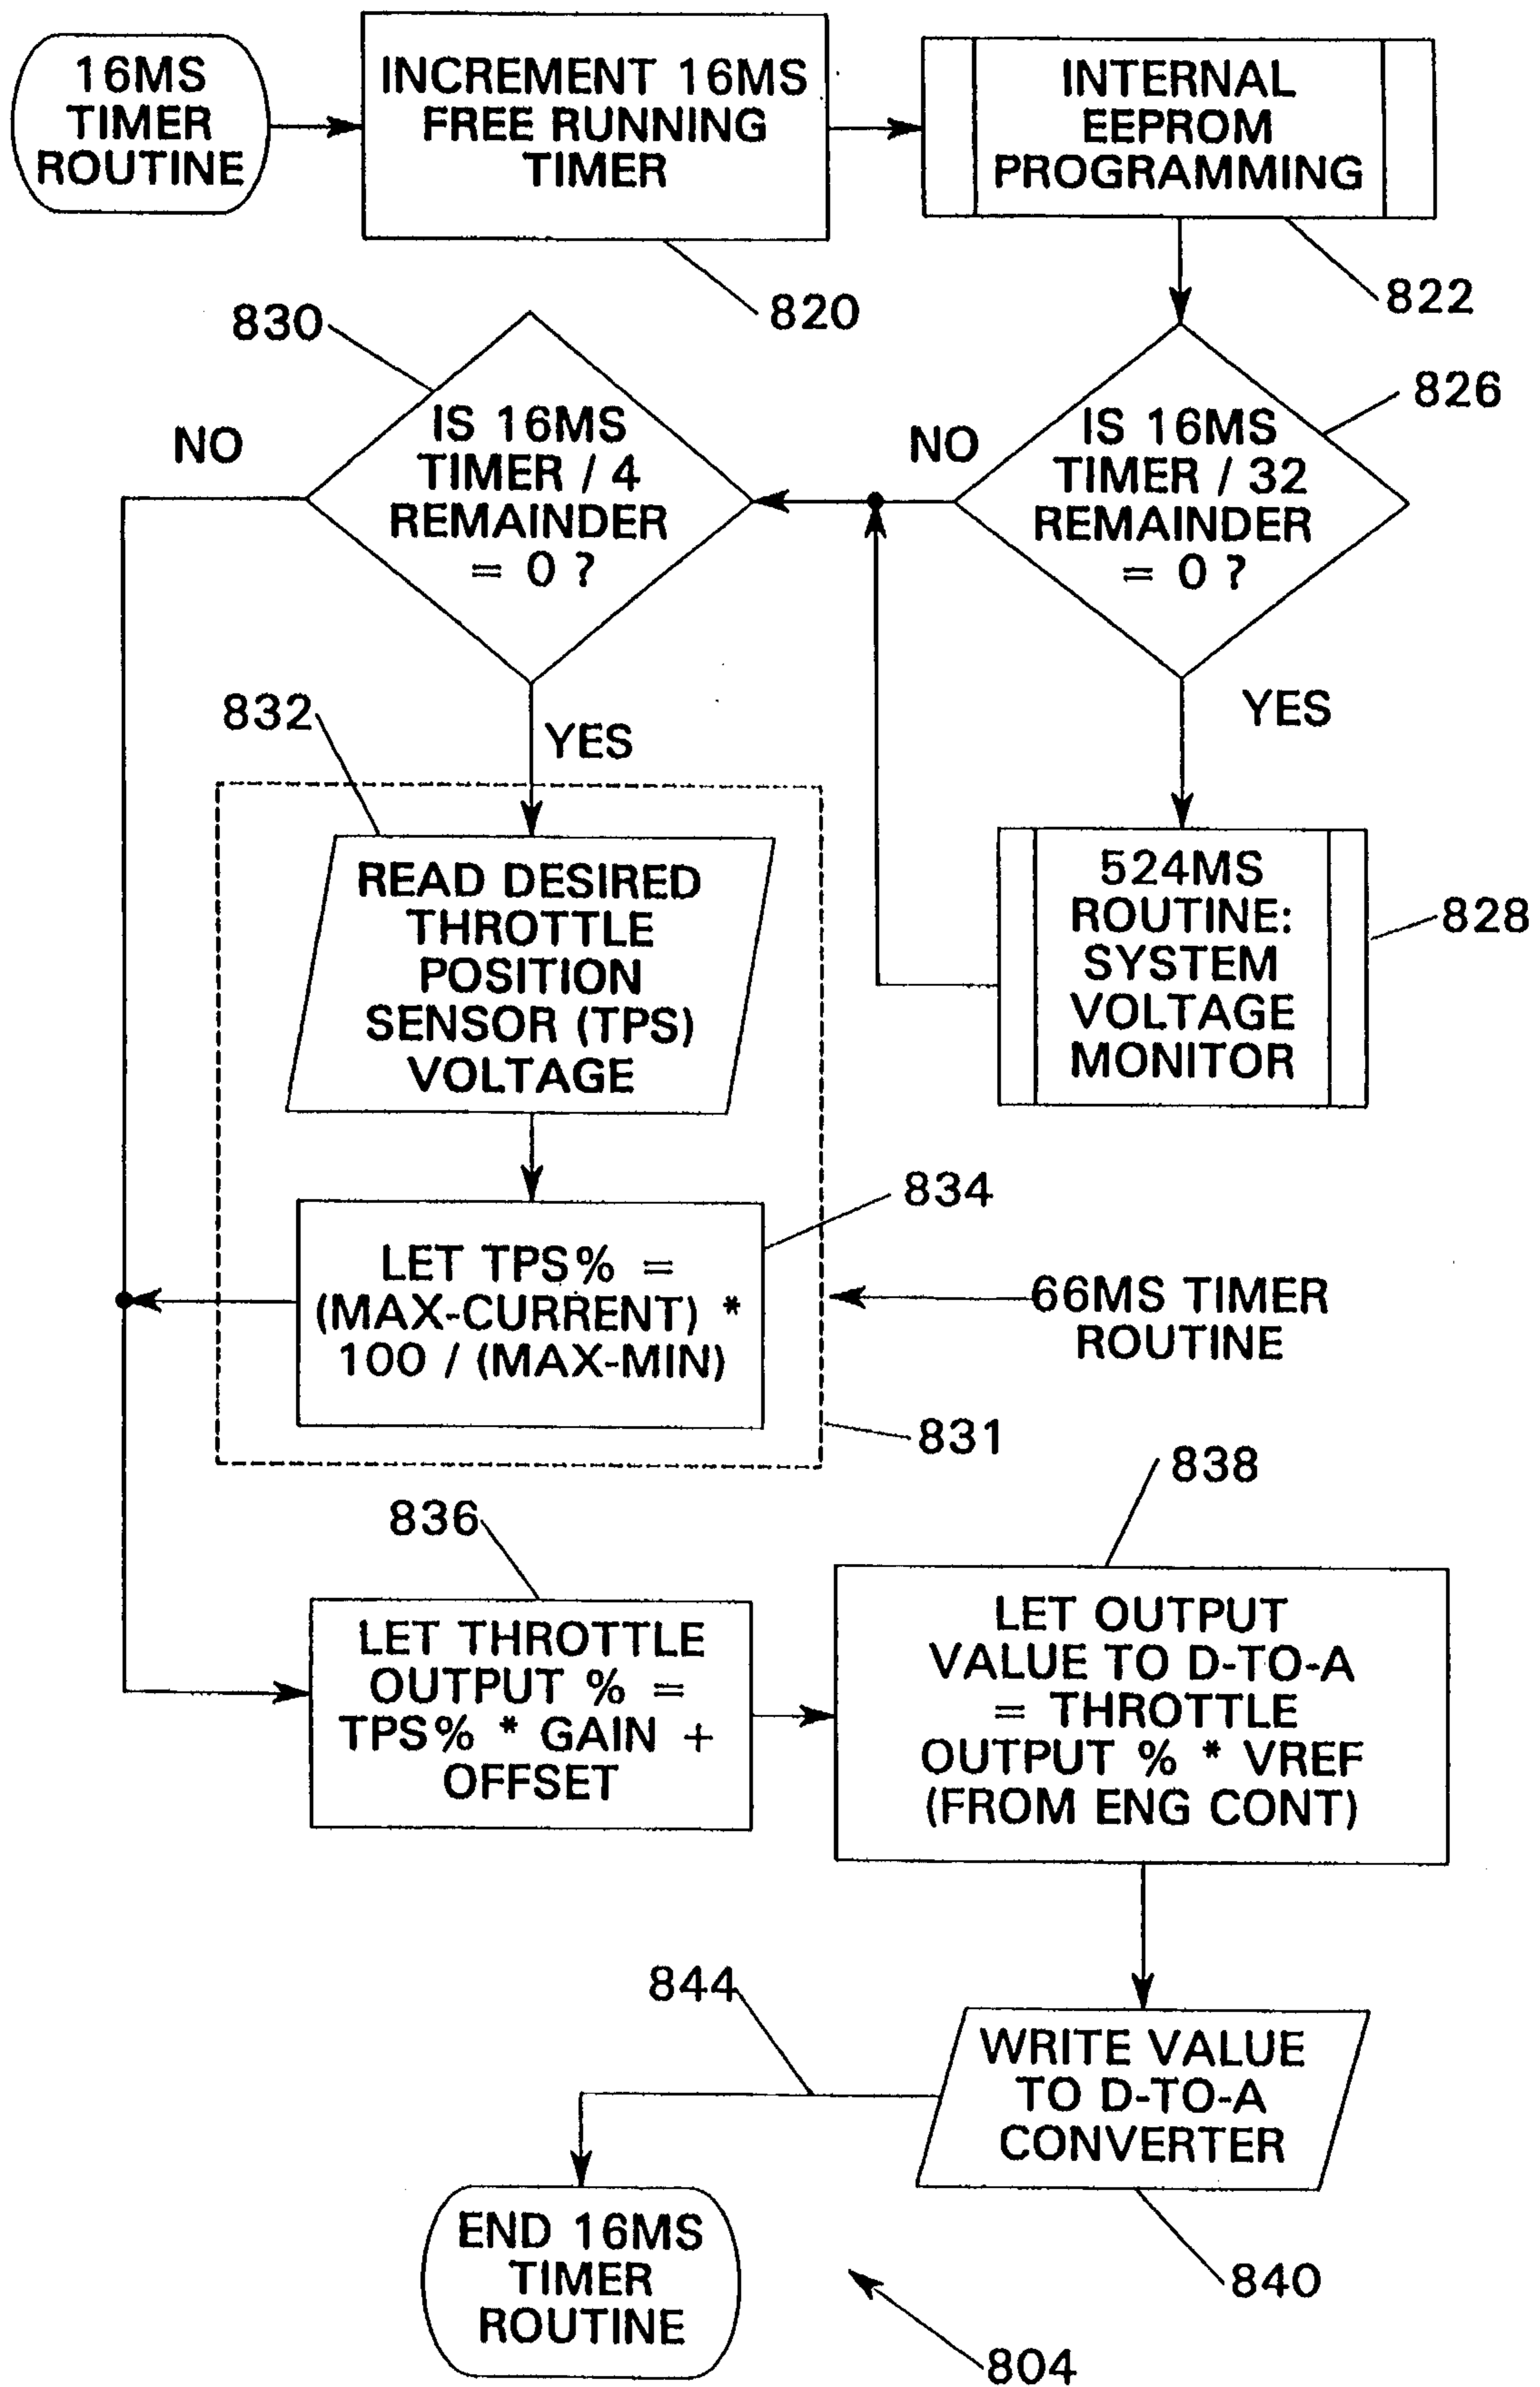 16MS
TIMER
ROUTINE
INCREMENT 16MS
FREE RUNNING
TIMER
820
INTERNAL
EEPROM
PROGRAMMING
822
826
IS 16MS
TIMER / 32
REMAINDER
= 0 ?
NO
YES
524MS
ROUTINE:
SYSTEM
VOLTAGE
MONITOR
828
830
IS 16MS
TIMER / 4
REMAINDER
= 0 ?
NO
YES
832
READ DESIRED
THROTTLE
POSITION
SENSOR (TPS)
VOLTAGE
834
LET TPS% =
(MAX-CURRENT) *
100 / (MAX-MIN)
66MS TIMER
ROUTINE
831
836
LET THROTTLE
OUTPUT % =
TPS% * GAIN +
OFFSET
838
LET OUTPUT
VALUE TO D-TO-A
= THROTTLE
OUTPUT % * VREF
(FROM ENG CONT)
844
WRITE VALUE
TO D-TO-A
CONVERTER
840
END 16MS
TIMER
ROUTINE
804